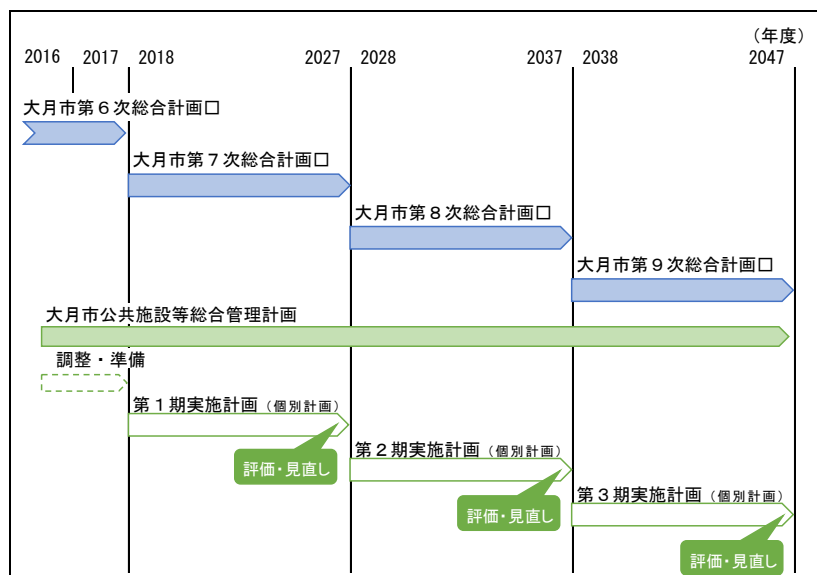 （年度）
2016 2017 2018 2027 2028 2037 2038 2047
大月市第６次総合計画口
大月市第７次総合計画口
大月市第８次総合計画口
大月市第９次総合計画口
大月市公共施設等総合管理計画
調整・準備
第１期実施計画（個別計画）
評価・見直し
第２期実施計画（個別計画）
評価・見直し
第３期実施計画（個別計画）
評価・見直し